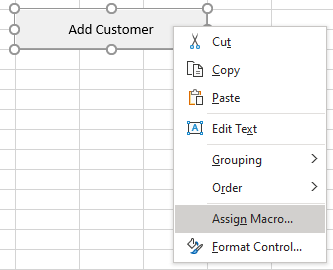 Add Customer
Cut
Copy
Paste
Edit Text
Grouping
Order
Assign Macro...
Format Control...